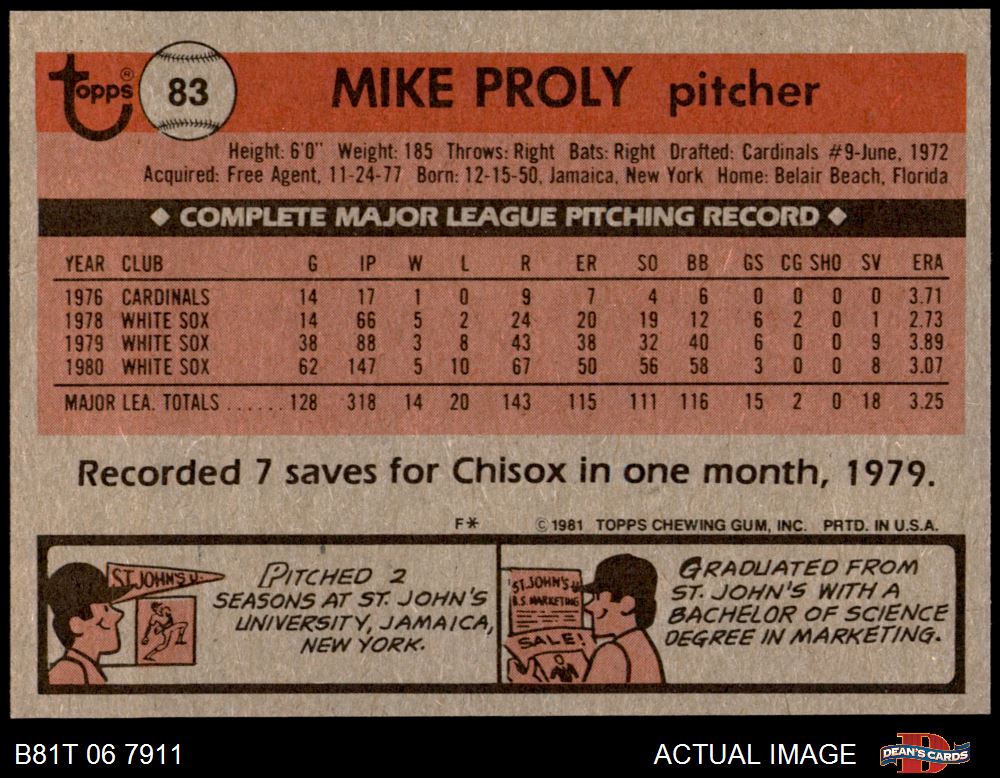 Topps® 83 MIKE PROLY pitcher
Height: 6'0" Weight: 185 Throws: Right Bats: Right Drafted: Cardinals #9-June, 1972
Acquired: Free Agent, 11-24-77 Born: 12-15-50, Jamaica, New York Home: Belair Beach, Florida
◆ COMPLETE MAJOR LEAGUE PITCHING RECORD ◆
YEAR CLUB G IP W L R ER SO BB GS CG SHO SV ERA
1976 CARDINALS 14 17 1 0 9 7 4 6 0 0 0 0 3.71
1978 WHITE SOX 14 66 5 2 24 20 19 12 6 2 0 1 2.73
1979 WHITE SOX 38 88 3 8 43 38 32 40 6 0 0 9 3.89
1980 WHITE SOX 62 147 5 10 67 50 56 58 3 0 0 8 3.07
MAJOR LEA. TOTALS ...... 128 318 14 20 143 115 111 116 15 2 0 18 3.25
Recorded 7 saves for Chisox in one month, 1979.
F* © 1981 TOPPS CHEWING GUM, INC. PRTD. IN U.S.A.
ST. JOHN'S U.
PITCHED 2
SEASONS AT ST. JOHN'S
UNIVERSITY, JAMAICA,
NEW YORK.
ST. JOHN'S U.
B.S. MARKETING
SALE!
GRADUATED FROM
ST. JOHN'S WITH A
BACHELOR OF SCIENCE
DEGREE IN MARKETING.
B81T 06 7911 ACTUAL IMAGE DEAN'S CARDS